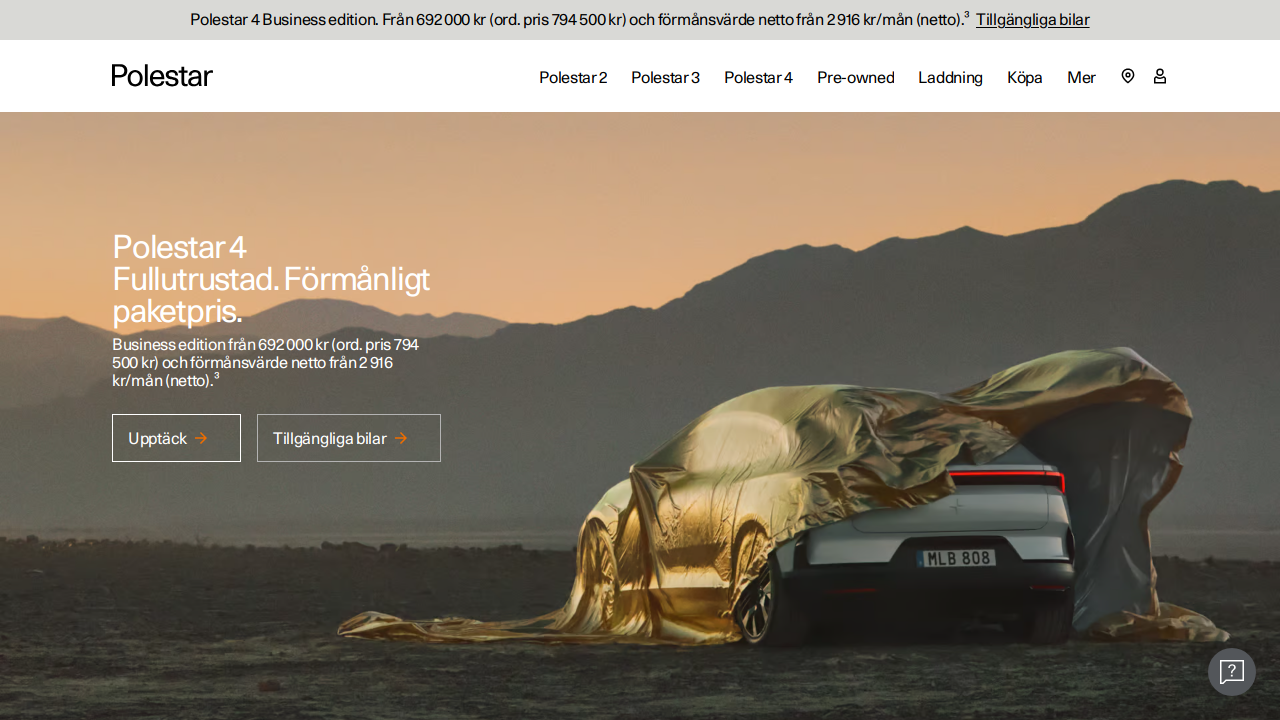 Polestar 4 Business edition. Från 692 000 kr (ord. pris 794 500 kr) och förmånsvärde netto från 2 916 kr/mån (netto).³ Tillgängliga bilar
Polestar Polestar 2 Polestar 3 Polestar 4 Pre-owned Laddning Köpa Mer
Polestar 4
Fullutrustad. Förmånligt
paketpris.
Business edition från 692 000 kr (ord. pris 794
500 kr) och förmånsvärde netto från 2 916
kr/mån (netto).³
Upptäck → Tillgängliga bilar →
MLB 808